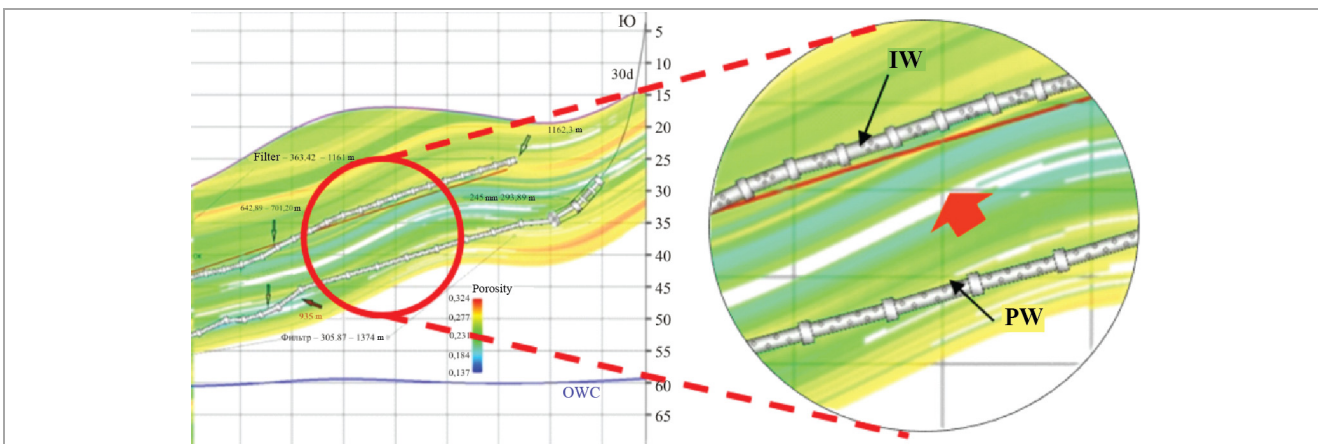 Ю
5
10
30d
15
20
1162,3 m
Filter – 363,42 – 1161 m
25
30
245 mm 293,89 m
642,89 – 701,20 m
35
40
45
Porosity
0,324
935 m
0,277
50
Фильтр – 305.87 – 1374 m
0,231
55
0,184
0,137
60
OWC
65
IW
PW